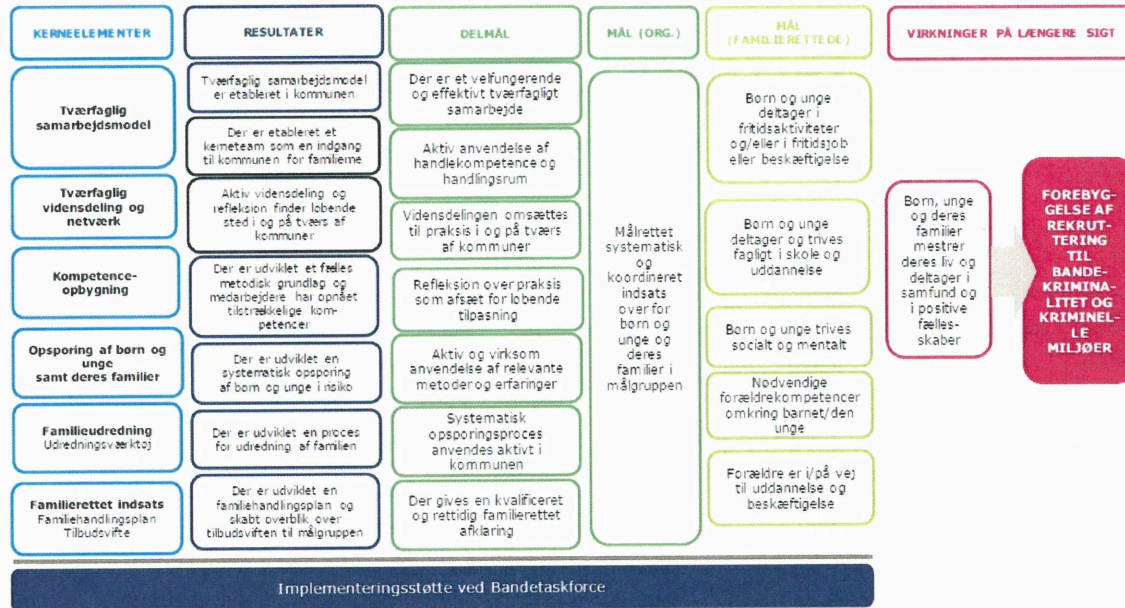 KERNEELEMENTER
Tværfaglig
samarbejdsmodel
Tværfaglig
vidensdeling og
netværk
Kompetence-
opbygning
Opsporing af børn og
unge
samt deres familier
Familieudredning
Udredningsværktøj
Familierettet indsats
Familiehandlingsplan
Tilbudsvifte
RESULTATER
Tværfaglig samarbejdsmodel
er etableret i kommunen
Der er etableret et
kerneteam som en indgang
til kommunen for familierne
Aktiv vidensdeling og
refleksion finder løbende
sted i og på tværs af
kommuner
Der er udviklet et fælles
metodisk grundlag og
medarbejdere har opnået
tilstrækkelige kom-
petencer
Der er udviklet en
systematisk opsporing
af børn og unge i risiko
Der er udviklet en proces
for udredning af familien
Der er udviklet en
familiehandlingsplan og
skabt overblik over
tilbudsviften til målgruppen
DELMÅL
Der er et velfungerende
og effektivt tværfagligt
samarbejde
Aktiv anvendelse af
handlekompetence og
handlingsrum
Vidensdelingen omsættes
til praksis i og på tværs
af kommuner
Refleksion over praksis
som afsæt for løbende
tilpasning
Aktiv og virksom
anvendelse af relevante
metoder og erfaringer
Systematisk
opsporingsproces
anvendes aktivt i
kommunen
Der gives en kvalificeret
og rettidig familierettet
afklaring
MÅL (ORG.)
Målrettet
systematisk
og
koordineret
indsats
over for
børn og
unge og
deres
familier i
målgruppen
MÅL
(FAMILIERETTEDE)
Børn og unge
deltager i
fritidsaktiviteter
og/eller i fritidsjob
eller beskæftigelse
Børn og unge
deltager og trives
fagligt i skole og
uddannelse
Børn og unge trives
socialt og mentalt
Nødvendige
forældrekompetencer
omkring barnet/den
unge
Forældre er i/på vej
til uddannelse og
beskæftigelse
VIRKNINGER PÅ LÆNGERE SIGT
Børn, unge
og deres
familier
mestrer
deres liv og
deltager i
samfund og
i positive
fælles-
skaber
FOREBYG-
GELSE AF
REKRUT-
TERING
TIL
BANDE-
KRIMINA-
LITET OG
KRIMINEL-
LE
MILJØER
Implementeringsstøtte ved Bandetaskforce